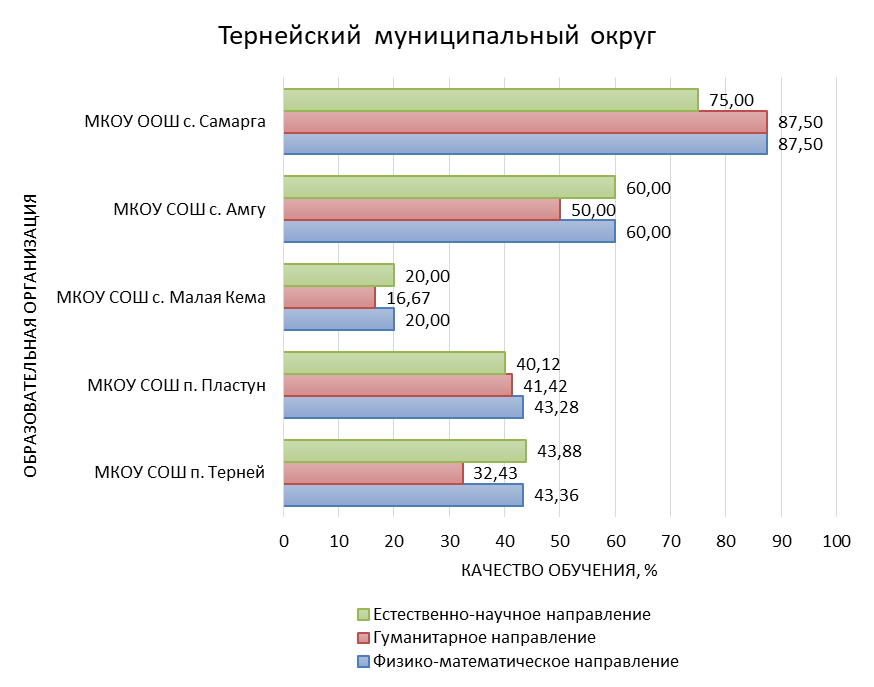 Тернейский муниципальный округ
ОБРАЗОВАТЕЛЬНАЯ ОРГАНИЗАЦИЯ
МКОУ ООШ с. Самарга
75,00
87,50
87,50
МКОУ СОШ с. Амгу
60,00
50,00
60,00
МКОУ СОШ с. Малая Кема
20,00
16,67
20,00
МКОУ СОШ п. Пластун
40,12
41,42
43,28
МКОУ СОШ п. Терней
43,88
32,43
43,36
0 10 20 30 40 50 60 70 80 90 100
КАЧЕСТВО ОБУЧЕНИЯ, %
Естественно-научное направление
Гуманитарное направление
Физико-математическое направление